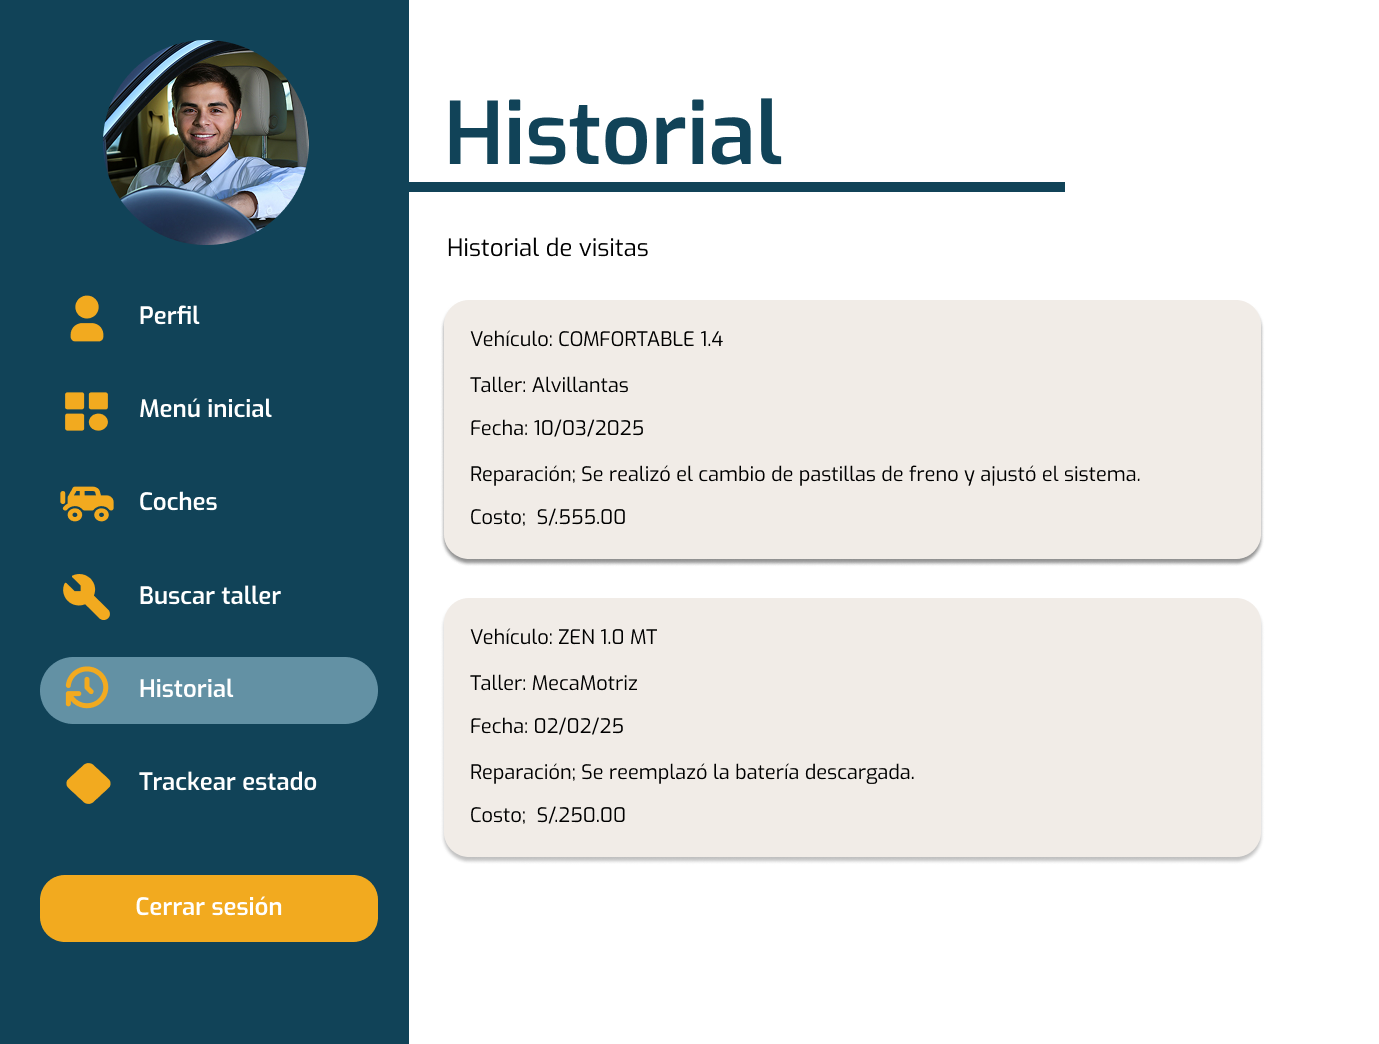 Perfil
Menú inicial
Coches
Buscar taller
Historial
Trackear estado
Cerrar sesión
Historial
Historial de visitas
Vehículo: COMFORTABLE 1.4
Taller: Alvillantas
Fecha: 10/03/2025
Reparación; Se realizó el cambio de pastillas de freno y ajustó el sistema.
Costo;  S/.555.00
Vehículo: ZEN 1.0 MT
Taller: MecaMotriz
Fecha: 02/02/25
Reparación; Se reemplazó la batería descargada.
Costo;  S/.250.00